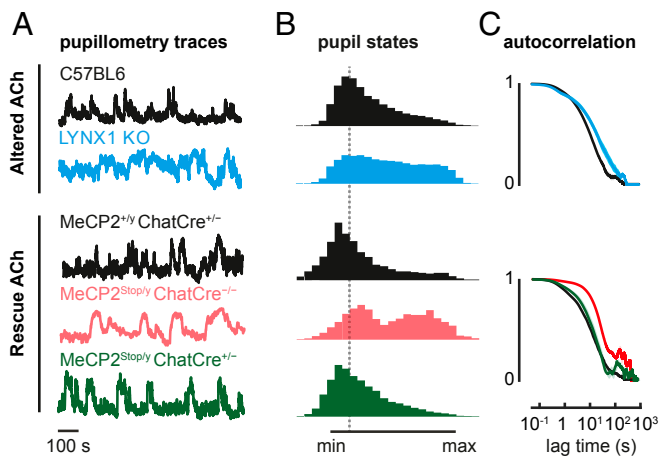 A
pupillometry traces
B
pupil states
C
autocorrelation
Altered ACh
C57BL6
LYNX1 KO
1
0
Rescue ACh
MeCP2+/y ChatCre+/−
MeCP2Stop/y ChatCre−/−
MeCP2Stop/y ChatCre+/−
1
0
100 s
min
max
10-1 1 101 102 103
lag time (s)